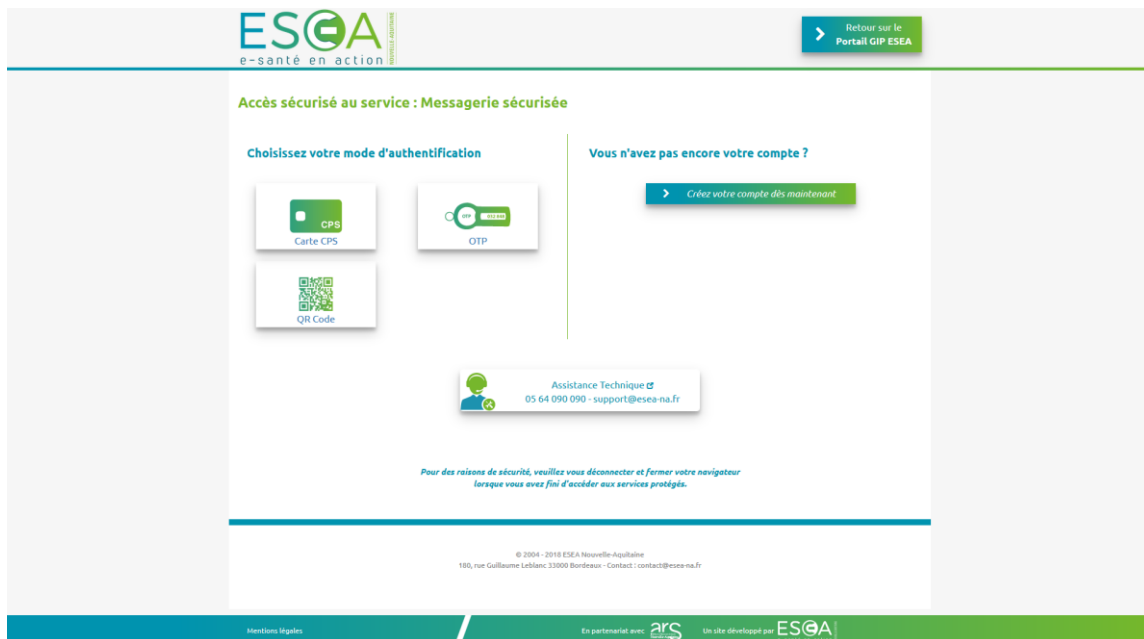 ESEA
NOUVELLE-AQUITAINE
e-santé en action
Retour sur le
Portail GIP ESEA
Accès sécurisé au service : Messagerie sécurisée
Choisissez votre mode d'authentification
Vous n'avez pas encore votre compte ?
Créez votre compte dès maintenant
CPS
Carte CPS
OTP
OTP
QR Code
Assistance Technique
05 64 090 090 - support@esea-na.fr
Pour des raisons de sécurité, veuillez vous déconnecter et fermer votre navigateur
lorsque vous avez fini d'accéder aux services protégés.
© 2004 - 2018 ESEA Nouvelle-Aquitaine
180, rue Guillaume Leblanc 33000 Bordeaux - Contact : contact@esea-na.fr
Mentions légales
En partenariat avec ars
Un site développé par ESEA